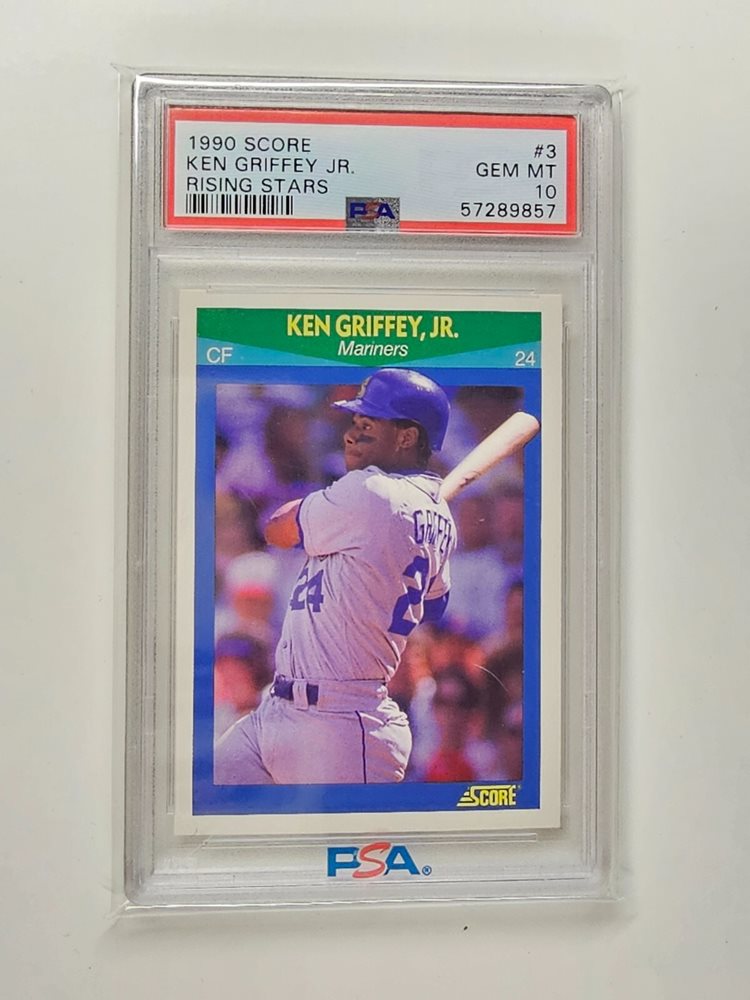 1990 SCORE #3
KEN GRIFFEY JR. GEM MT
RISING STARS 10
PSA 57289857
KEN GRIFFEY, JR.
Mariners
CF 24
GRIFFEY
24
SCORE
PSA®